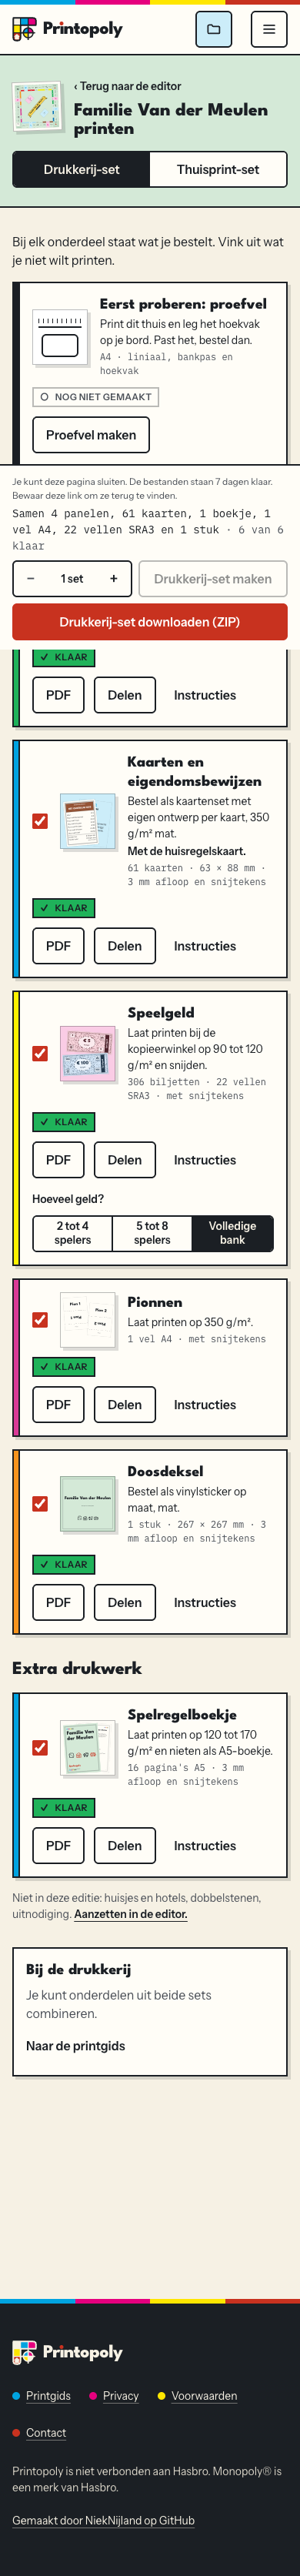 Printopoly
‹ Terug naar de editor
Familie Van der Meulen
printen
Drukkerij-set
Thuisprint-set
Bij elk onderdeel staat wat je bestelt. Vink uit wat
je niet wilt printen.
Eerst proberen: proefvel
Print dit thuis en leg het hoekvak
op je bord. Past het, bestel dan.
A4 · liniaal, bankpas en
hoekvak
NOG NIET GEMAAKT
Proefvel maken
Je kunt deze pagina sluiten. De bestanden staan 7 dagen klaar.
Bewaar deze link om ze terug te vinden.
Samen 4 panelen, 61 kaarten, 1 boekje, 1
vel A4, 22 vellen SRA3 en 1 stuk · 6 van 6
klaar
− 1 set +
Drukkerij-set maken
Drukkerij-set downloaden (ZIP)
✓ KLAAR
PDF
Delen
Instructies
Kaarten en
eigendomsbewijzen
Bestel als kaartenset met
eigen ontwerp per kaart, 350
g/m² mat.
Met de huisregelskaart.
61 kaarten · 63 × 88 mm ·
3 mm afloop en snijtekens
✓ KLAAR
PDF
Delen
Instructies
Speelgeld
Laat printen bij de
kopieerwinkel op 90 tot 120
g/m² en snijden.
306 biljetten · 22 vellen
SRA3 · met snijtekens
✓ KLAAR
PDF
Delen
Instructies
Hoeveel geld?
2 tot 4
spelers
5 tot 8
spelers
Volledige
bank
Pionnen
Laat printen op 350 g/m².
1 vel A4 · met snijtekens
✓ KLAAR
PDF
Delen
Instructies
Familie Van der Meulen
Doosdeksel
Bestel als vinylsticker op
maat, mat.
1 stuk · 267 × 267 mm · 3
mm afloop en snijtekens
✓ KLAAR
PDF
Delen
Instructies
Extra drukwerk
Familie Van
der Meulen
Spelregelboekje
Laat printen op 120 tot 170
g/m² en nieten als A5-boekje.
16 pagina's A5 · 3 mm
afloop en snijtekens
✓ KLAAR
PDF
Delen
Instructies
Niet in deze editie: huisjes en hotels, dobbelstenen,
uitnodiging. Aanzetten in de editor.
Bij de drukkerij
Je kunt onderdelen uit beide sets
combineren.
Naar de printgids
Printopoly
Printgids
Privacy
Voorwaarden
Contact
Printopoly is niet verbonden aan Hasbro. Monopoly® is
een merk van Hasbro.
Gemaakt door NiekNijland op GitHub